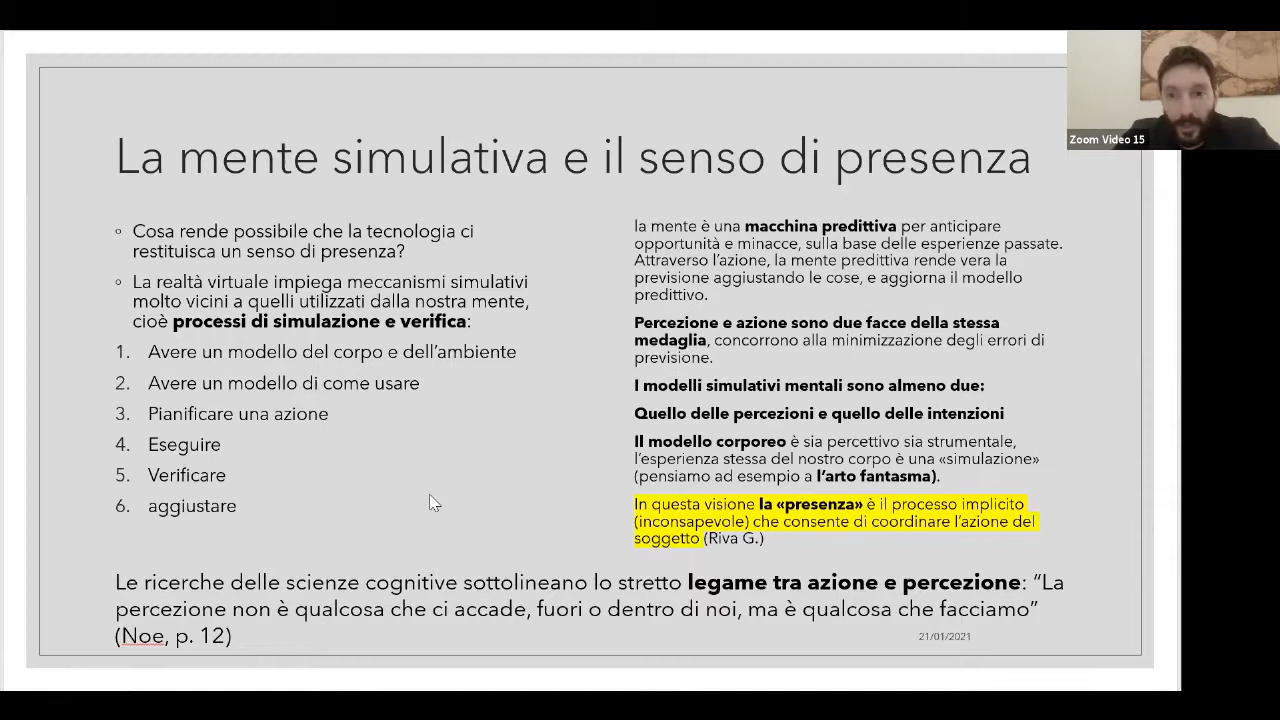 Zoom Video 15
La mente simulativa e il senso di presenza
◦ Cosa rende possibile che la tecnologia ci
restituisca un senso di presenza?
◦ La realtà virtuale impiega meccanismi simulativi
molto vicini a quelli utilizzati dalla nostra mente,
cioè processi di simulazione e verifica:
1. Avere un modello del corpo e dell’ambiente
2. Avere un modello di come usare
3. Pianificare una azione
4. Eseguire
5. Verificare
6. aggiustare
la mente è una macchina predittiva per anticipare
opportunità e minacce, sulla base delle esperienze passate.
Attraverso l’azione, la mente predittiva rende vera la
previsione aggiustando le cose, e aggiorna il modello
predittivo.
Percezione e azione sono due facce della stessa
medaglia, concorrono alla minimizzazione degli errori di
previsione.
I modelli simulativi mentali sono almeno due:
Quello delle percezioni e quello delle intenzioni
Il modello corporeo è sia percettivo sia strumentale,
l’esperienza stessa del nostro corpo è una «simulazione»
(pensiamo ad esempio a l’arto fantasma).
In questa visione la «presenza» è il processo implicito
(inconsapevole) che consente di coordinare l’azione del
soggetto (Riva G.)
Le ricerche delle scienze cognitive sottolineano lo stretto legame tra azione e percezione: “La
percezione non è qualcosa che ci accade, fuori o dentro di noi, ma è qualcosa che facciamo”
(Noe, p. 12)
21/01/2021